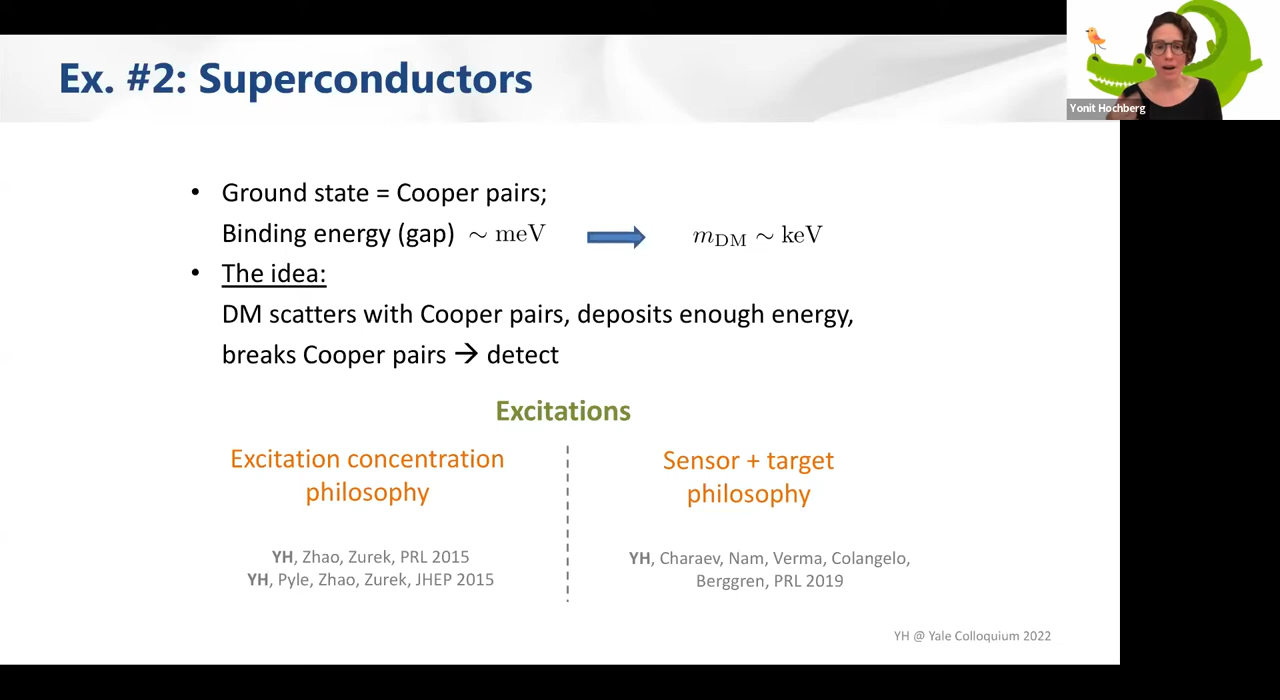 Ex. #2: Superconductors
Yonit Hochberg
• Ground state = Cooper pairs;
Binding energy (gap) ∼ meV m_DM ∼ keV
• The idea:
DM scatters with Cooper pairs, deposits enough energy,
breaks Cooper pairs → detect
Excitations
Excitation concentration
philosophy
YH, Zhao, Zurek, PRL 2015
YH, Pyle, Zhao, Zurek, JHEP 2015
Sensor + target
philosophy
YH, Charaev, Nam, Verma, Colangelo,
Berggren, PRL 2019
YH @ Yale Colloquium 2022